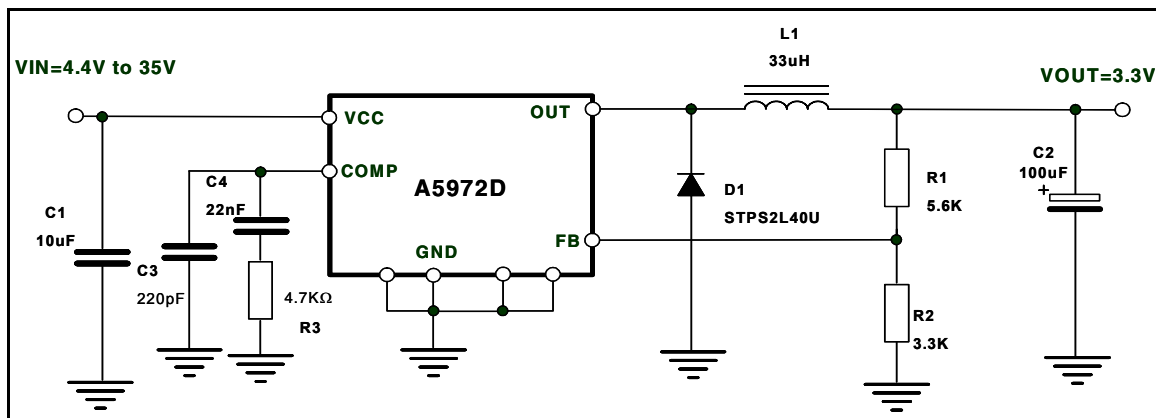 L1
33uH
VIN=4.4V to 35V
VOUT=3.3V
VCC
OUT
COMP
A5972D
C4
22nF
C1
10uF
C3
220pF
4.7KΩ
R3
GND
FB
D1
STPS2L40U
R1
5.6K
C2
100uF
+
R2
3.3K